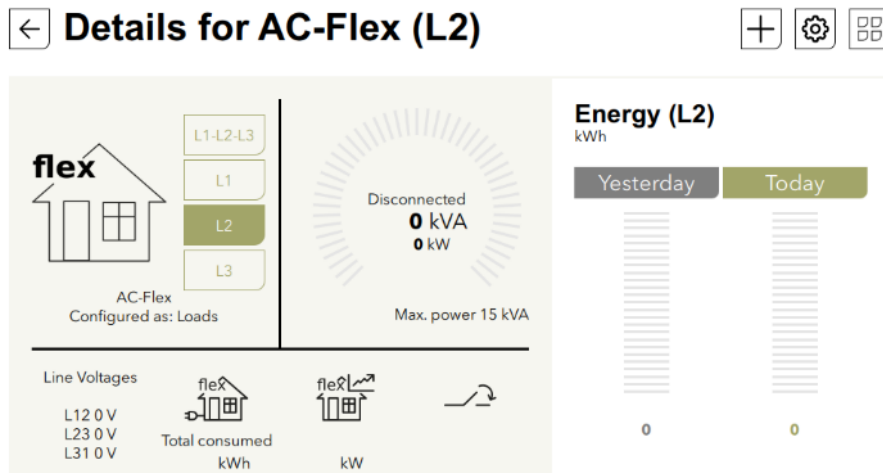 Details for AC-Flex (L2)
flex
L1-L2-L3
L1
L2
L3
AC-Flex
Configured as: Loads
Disconnected
0 kVA
0 kW
Max. power 15 kVA
Line Voltages
L12 0 V
L23 0 V
L31 0 V
flex
Total consumed
kWh
flex
kW
Energy (L2)
kWh
Yesterday
Today
0
0